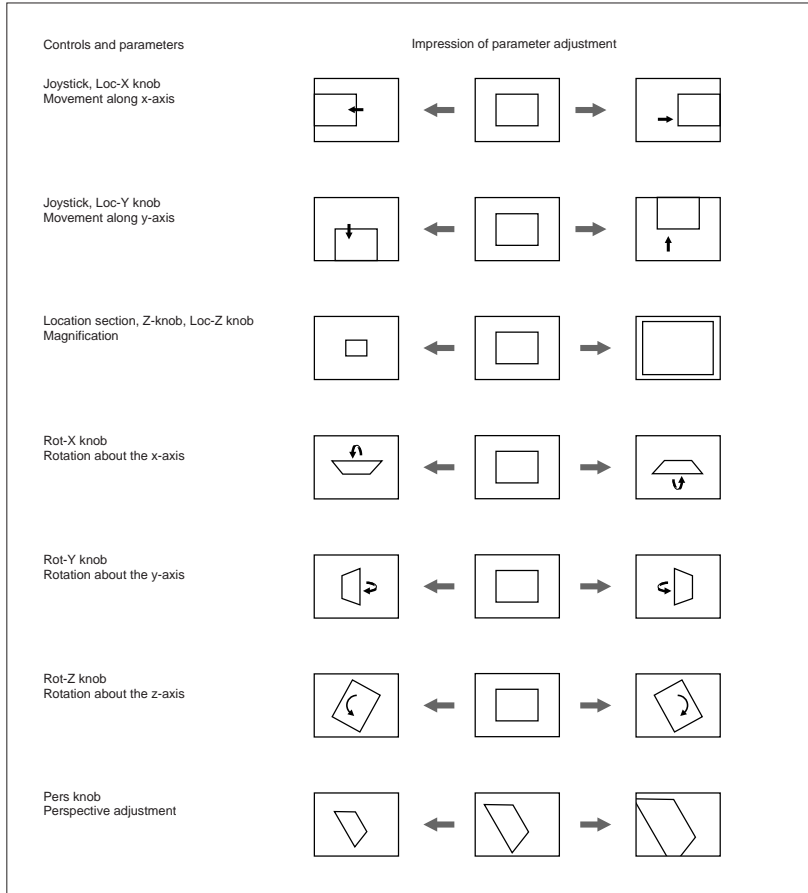 Controls and parameters
Impression of parameter adjustment
Joystick, Loc-X knob
Movement along x-axis
Joystick, Loc-Y knob
Movement along y-axis
Location section, Z-knob, Loc-Z knob
Magnification
Rot-X knob
Rotation about the x-axis
Rot-Y knob
Rotation about the y-axis
Rot-Z knob
Rotation about the z-axis
Pers knob
Perspective adjustment